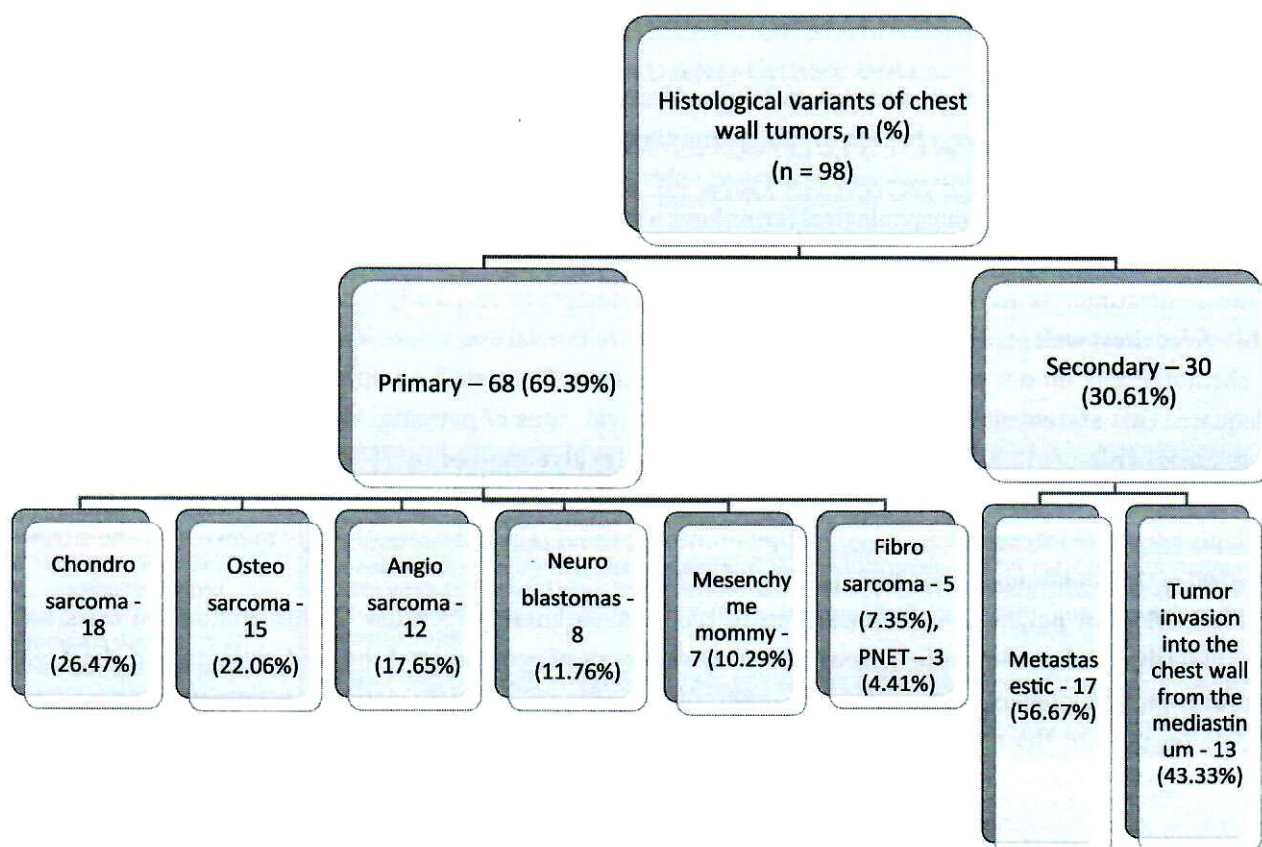 Histological variants of chest
wall tumors, n (%)
(n = 98)
Primary – 68 (69.39%)
Secondary – 30
(30.61%)
Chondro
sarcoma -
18
(26.47%)
Osteo
sarcoma -
15
(22.06%)
Angio
sarcoma -
12
(17.65%)
Neuro
blastomas -
8
(11.76%)
Mesenchy
me
mommy -
7 (10.29%)
Fibro
sarcoma - 5
(7.35%),
PNET – 3
(4.41%)
Metastas
estic - 17
(56.67%)
Tumor
invasion
into the
chest wall
from the
mediastin
um - 13
(43.33%)